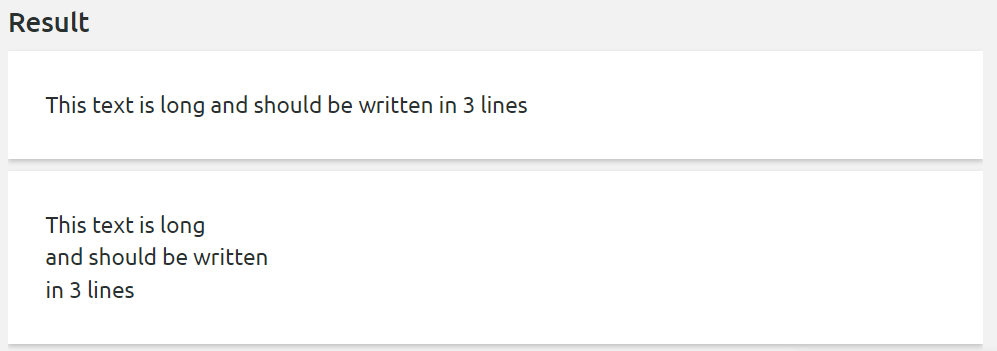 Result
This text is long and should be written in 3 lines
This text is long
and should be written
in 3 lines